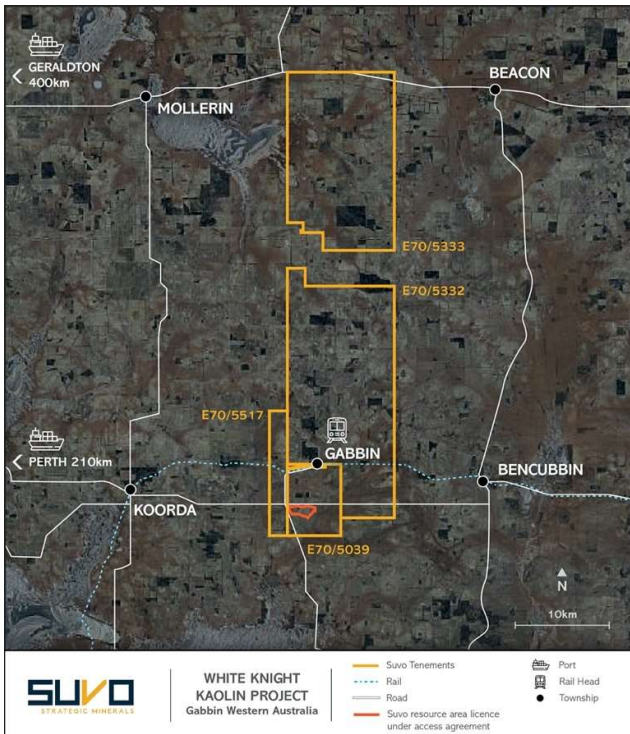 GERALDTON
400km
MOLLERIN
BEACON
E70/5333
E70/5332
E70/5517
GABBIN
PERTH 210km
BENCUBBIN
KOORDA
E70/5039
N
10km
SUVO
STRATEGIC MINERALS
WHITE KNIGHT
KAOLIN PROJECT
Gabbin Western Australia
Suvo Tenements
Rail
Road
Suvo resource area licence
under access agreement
Port
Rail Head
Township